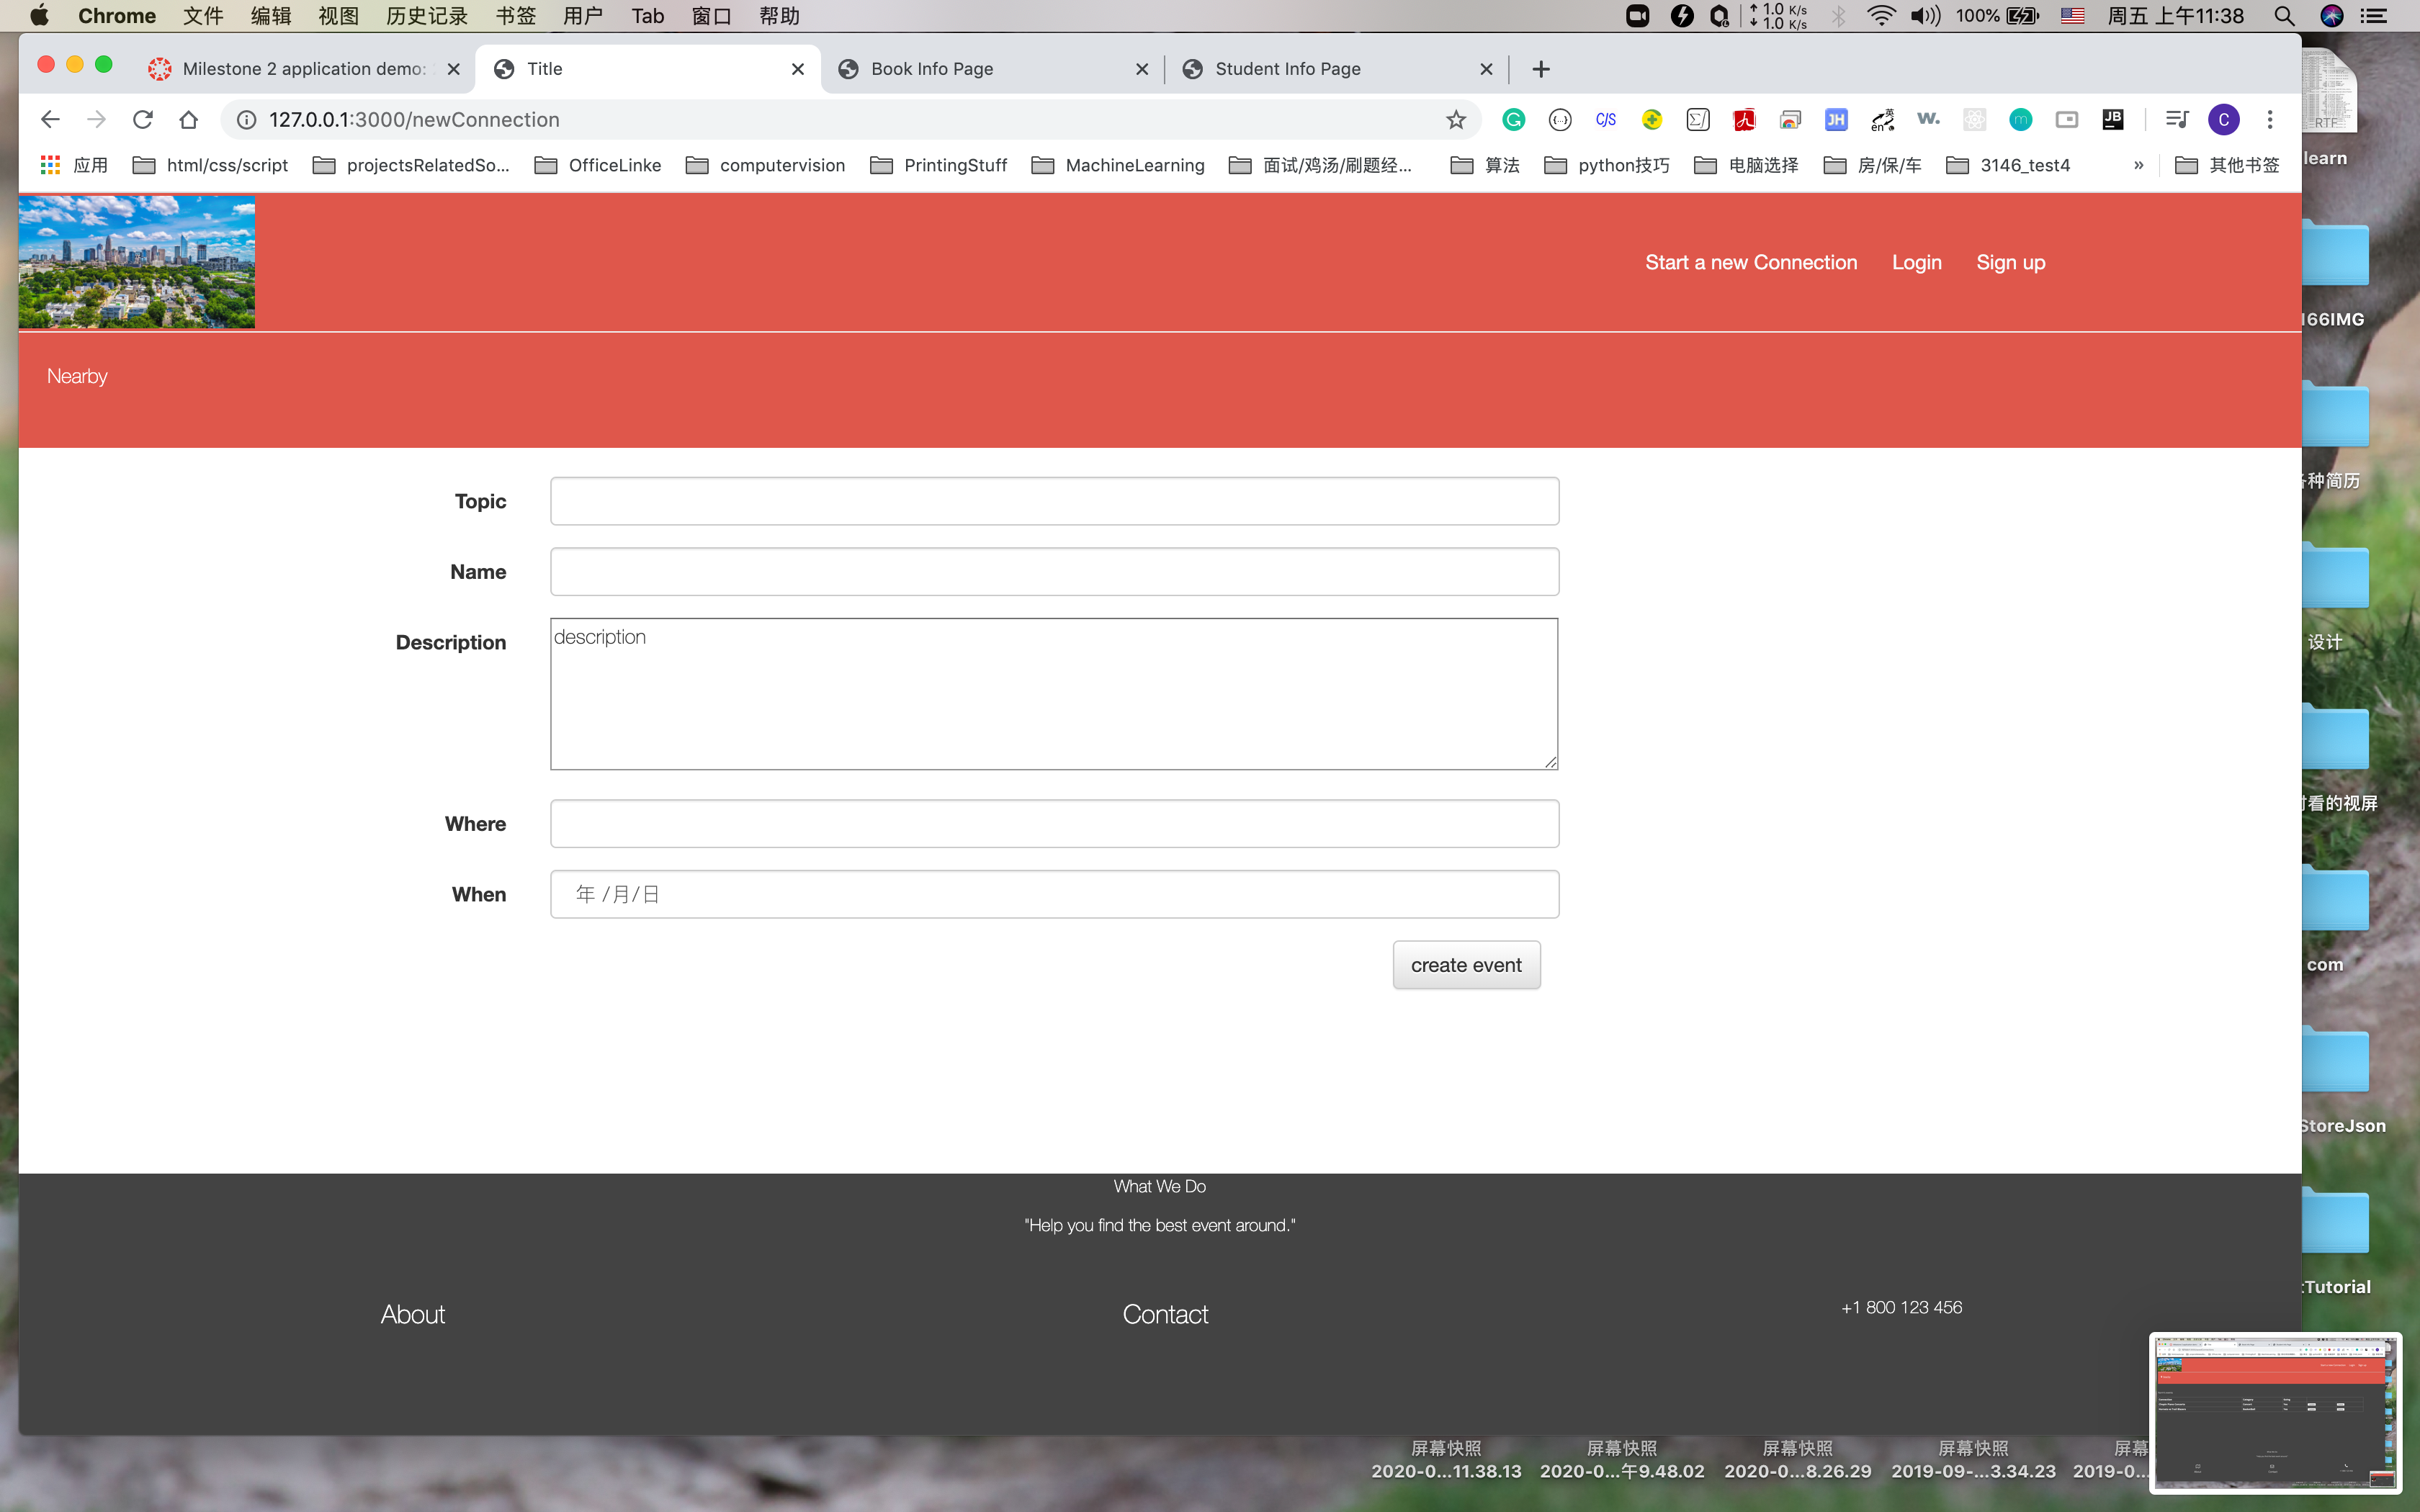 Chrome 文件 编辑 视图 历史记录 书签 用户 Tab 窗口 帮助 1.0 K/s 1.0 K/s 100% 周五 上午11:38
Milestone 2 application demo: Title Book Info Page Student Info Page
127.0.0.1:3000/newConnection
应用 html/css/script projectsRelatedSo... OfficeLinke computervision PrintingStuff MachineLearning 面试/鸡汤/刷题经... 算法 python技巧 电脑选择 房/保/车 3146_test4 » 其他书签
RTF
learn
Start a new Connection Login Sign up
166IMG
Nearby
各种简历
Topic
Name
Description description
设计
时看的视屏
Where
When 年 /月/日
create event
com
StoreJson
What We Do
"Help you find the best event around."
About Contact +1 800 123 456
tTutorial
屏幕快照 屏幕快照 屏幕快照 屏幕快照 屏幕
2020-0...11.38.13 2020-0...午9.48.02 2020-0...8.26.29 2019-09-...3.34.23 2019-0...